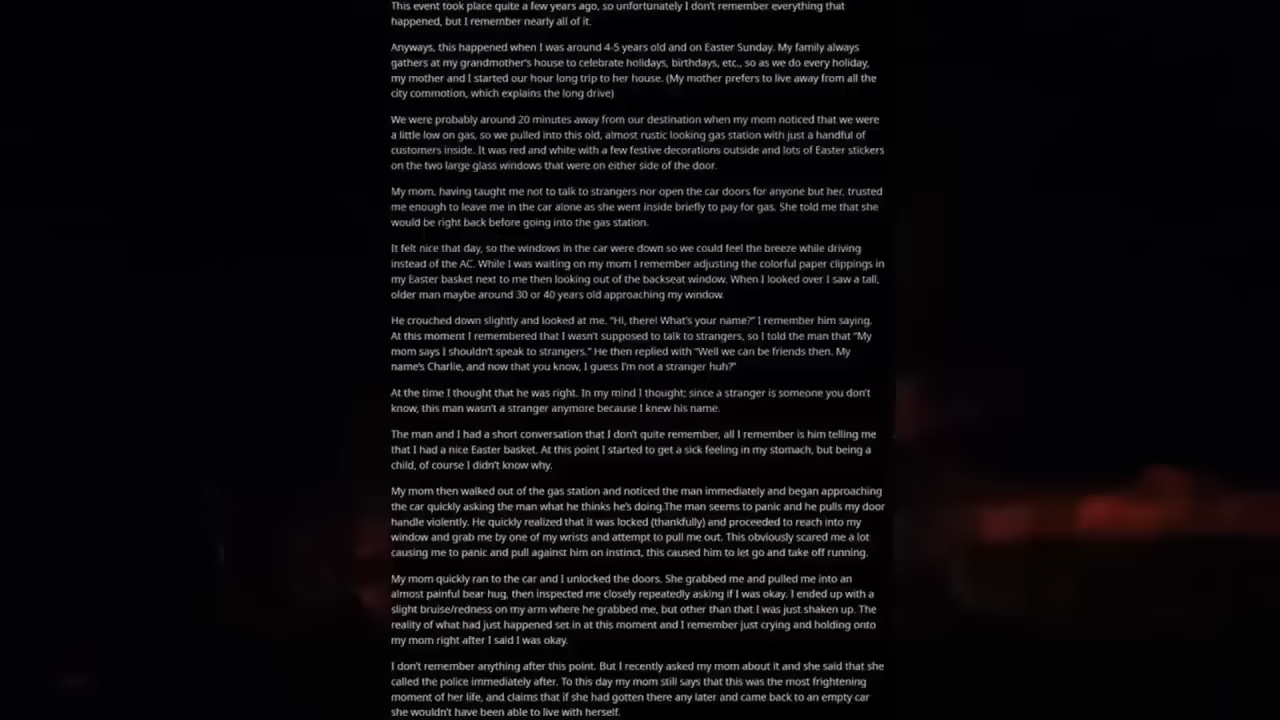 This event took place quite a few years ago, so unfortunately I don't remember everything that
happened, but I remember nearly all of it.
Anyways, this happened when I was around 4-5 years old and on Easter Sunday. My family always
gathers at my grandmother's house to celebrate holidays, birthdays, etc., so as we do every holiday,
my mother and I started our hour long trip to her house. (My mother prefers to live away from all the
city commotion, which explains the long drive)
We were probably around 20 minutes away from our destination when my mom noticed that we were
a little low on gas, so we pulled into this old, almost rustic looking gas station with just a handful of
customers inside. It was red and white with a few festive decorations outside and lots of Easter stickers
on the two large glass windows that were on either side of the door.
My mom, having taught me not to talk to strangers nor open the car doors for anyone but her, trusted
me enough to leave me in the car alone as she went inside briefly to pay for gas. She told me that she
would be right back before going into the gas station.
It felt nice that day, so the windows in the car were down so we could feel the breeze while driving
instead of the AC. While I was waiting on my mom I remember adjusting the colorful paper clippings in
my Easter basket next to me then looking out of the backseat window. When I looked over I saw a tall,
older man maybe around 30 or 40 years old approaching my window.
He crouched down slightly and looked at me. "Hi, there! What's your name?" I remember him saying.
At this moment I remembered that I wasn't supposed to talk to strangers, so I told the man that "My
mom says I shouldn't speak to strangers." He then replied with "Well we can be friends then. My
name's Charlie, and now that you know, I guess I'm not a stranger huh?"
At the time I thought that he was right. In my mind I thought; since a stranger is someone you don't
know, this man wasn't a stranger anymore because I knew his name.
The man and I had a short conversation that I don't quite remember, all I remember is him telling me
that I had a nice Easter basket. At this point I started to get a sick feeling in my stomach, but being a
child, of course I didn't know why.
My mom then walked out of the gas station and noticed the man immediately and began approaching
the car quickly asking the man what he thinks he's doing.The man seems to panic and he pulls my door
handle violently. He quickly realized that it was locked (thankfully) and proceeded to reach into my
window and grab me by one of my wrists and attempt to pull me out. This obviously scared me a lot
causing me to panic and pull against him on instinct, this caused him to let go and take off running.
My mom quickly ran to the car and I unlocked the doors. She grabbed me and pulled me into an
almost painful bear hug, then inspected me closely repeatedly asking if I was okay. I ended up with a
slight bruise/redness on my arm where he grabbed me, but other than that I was just shaken up. The
reality of what had just happened set in at this moment and I remember just crying and holding onto
my mom right after I said I was okay.
I don't remember anything after this point. But I recently asked my mom about it and she said that she
called the police immediately after. To this day my mom still says that this was the most frightening
moment of her life, and claims that if she had gotten there any later and came back to an empty car
she wouldn't have been able to live with herself.